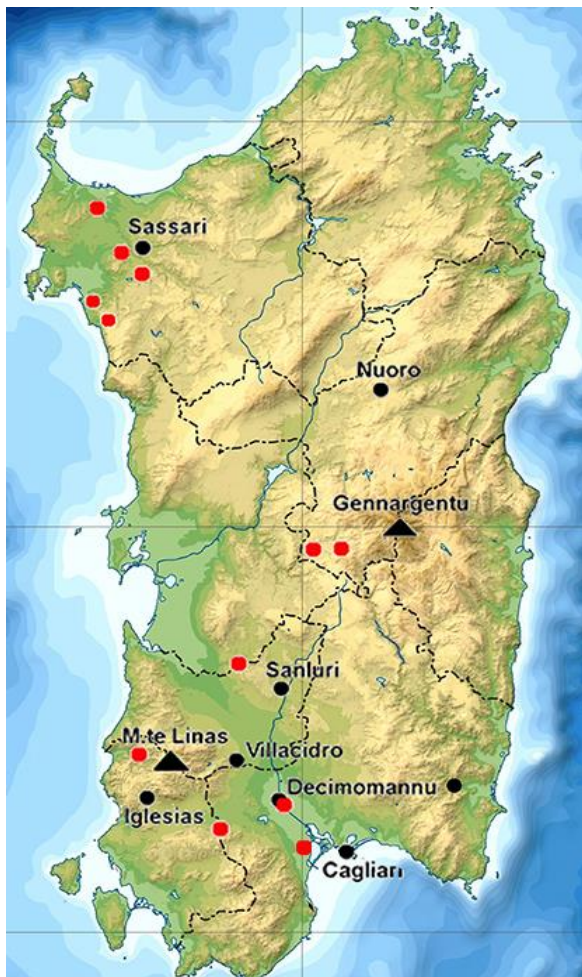 Sassari
Nuoro
Gennargentu
Sanluri
M.te Linas
Villacidro
Decimomannu
Iglesias
Cagliari